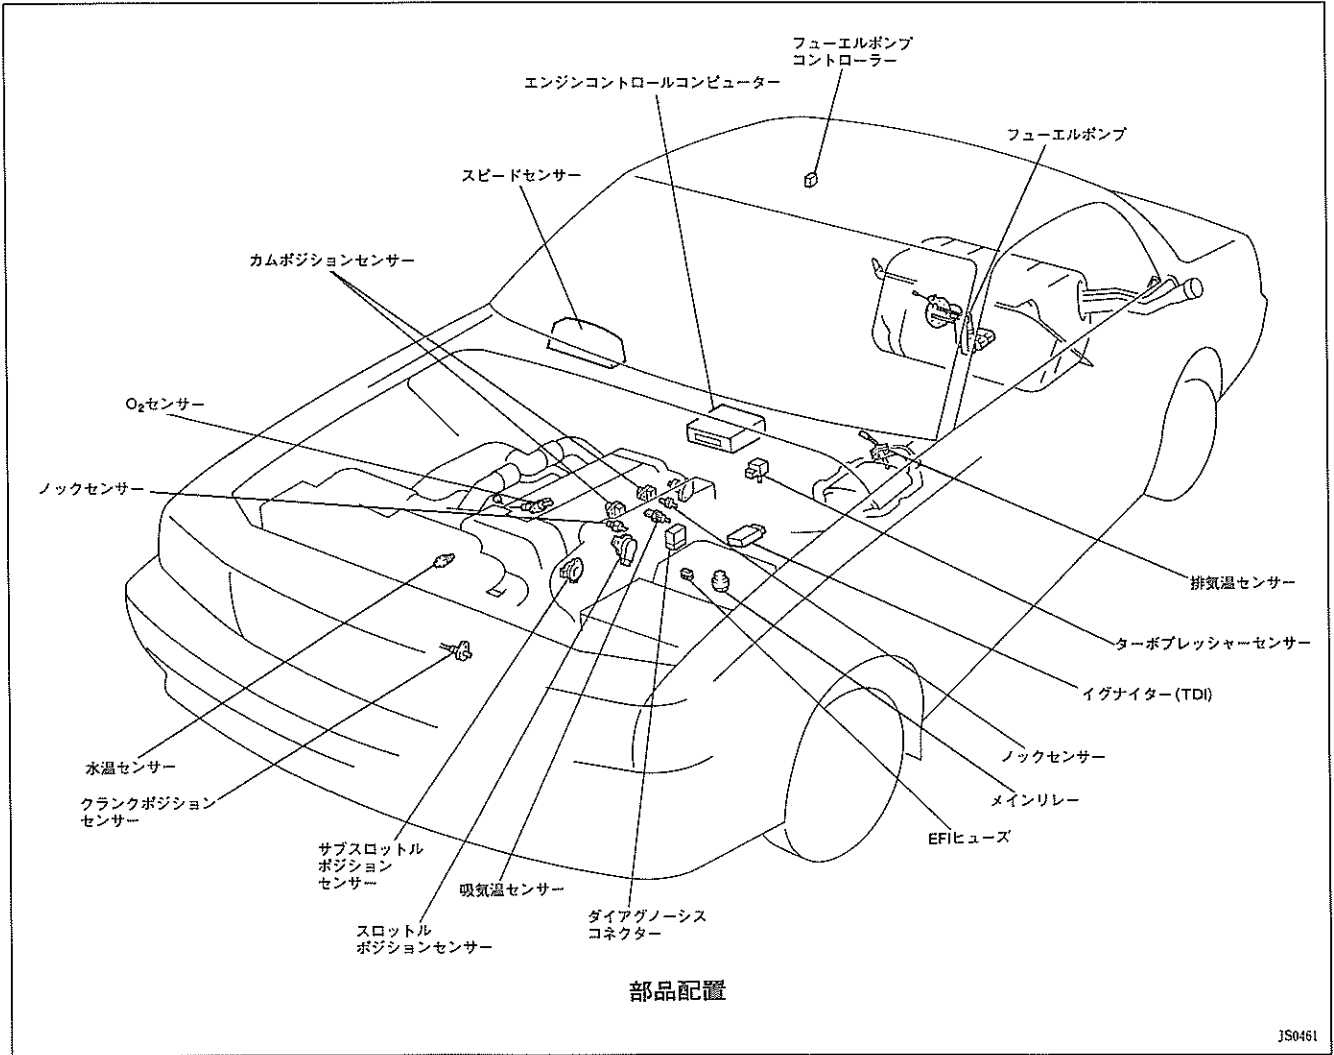 フューエルポンプ
コントローラー
エンジンコントロールコンピューター
フューエルポンプ
スピードセンサー
カムポジションセンサー
O₂センサー
ノックセンサー
排気温センサー
ターボプレッシャーセンサー
イグナイター(TDI)
ノックセンサー
メインリレー
EFIヒューズ
水温センサー
クランクポジション
センサー
サブスロットル
ポジション
センサー
吸気温センサー
スロットル
ポジションセンサー
ダイアグノーシス
コネクター
部品配置
JS0461